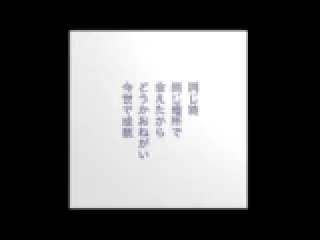 同じ時
同じ場所で
会えたから
どうかおねがい
今世で成就